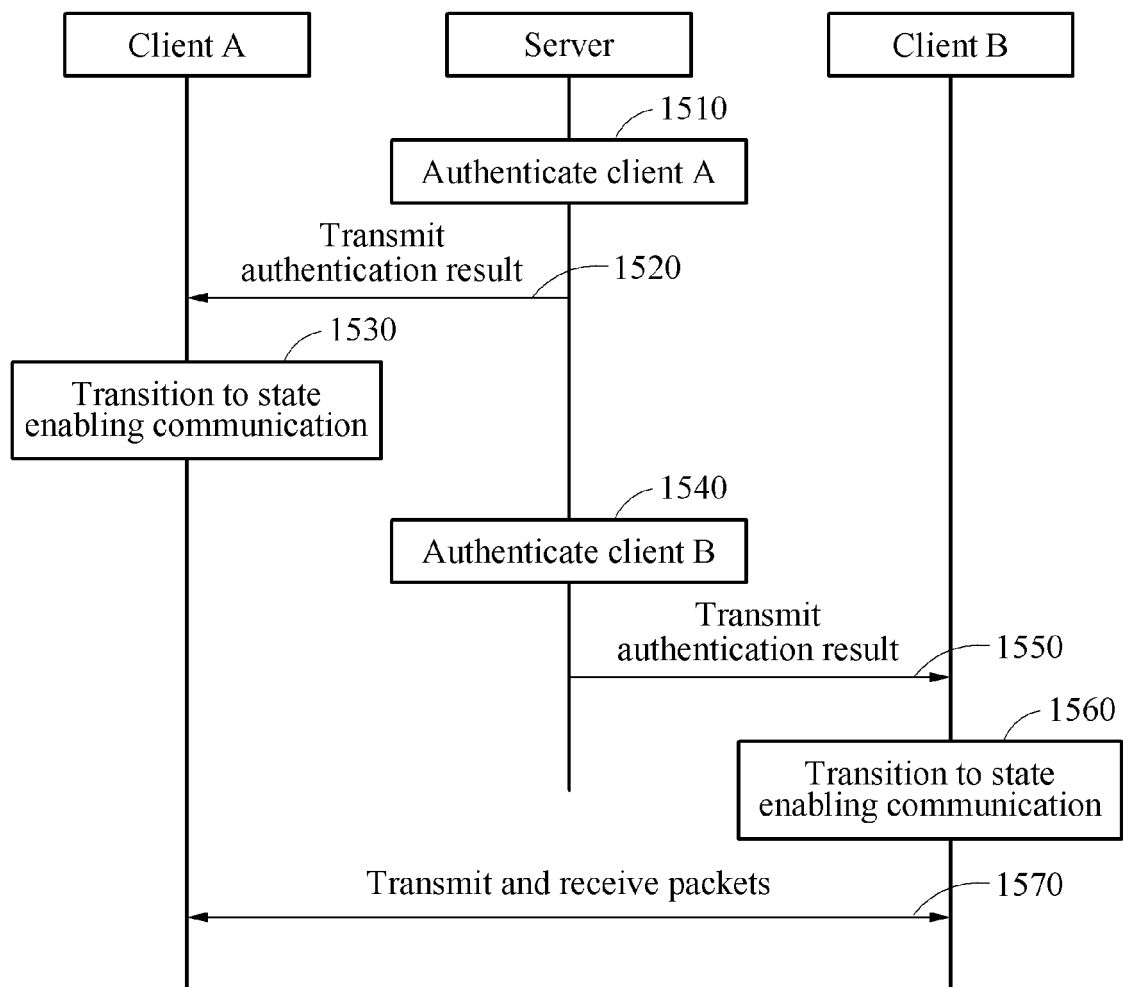 Client A
Server
Client B
1510
Authenticate client A
Transmit
authentication result
1520
1530
Transition to state
enabling communication
1540
Authenticate client B
Transmit
authentication result
1550
1560
Transition to state
enabling communication
Transmit and receive packets
1570